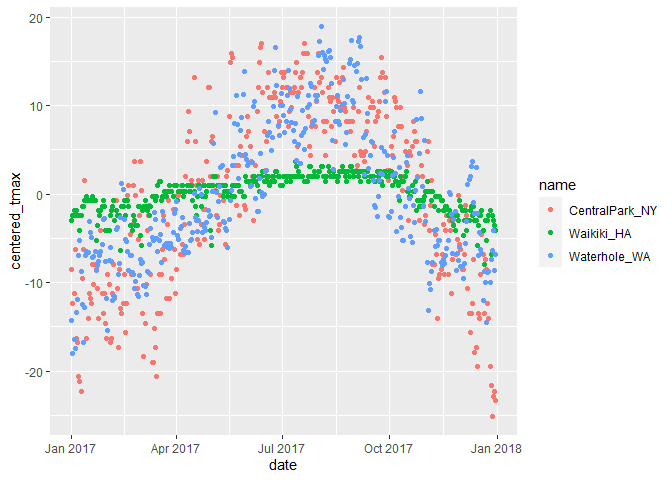 20
10
0
-10
-20
centered_tmax
Jan 2017
Apr 2017
Jul 2017
Oct 2017
Jan 2018
date
name
CentralPark_NY
Waikiki_HA
Waterhole_WA